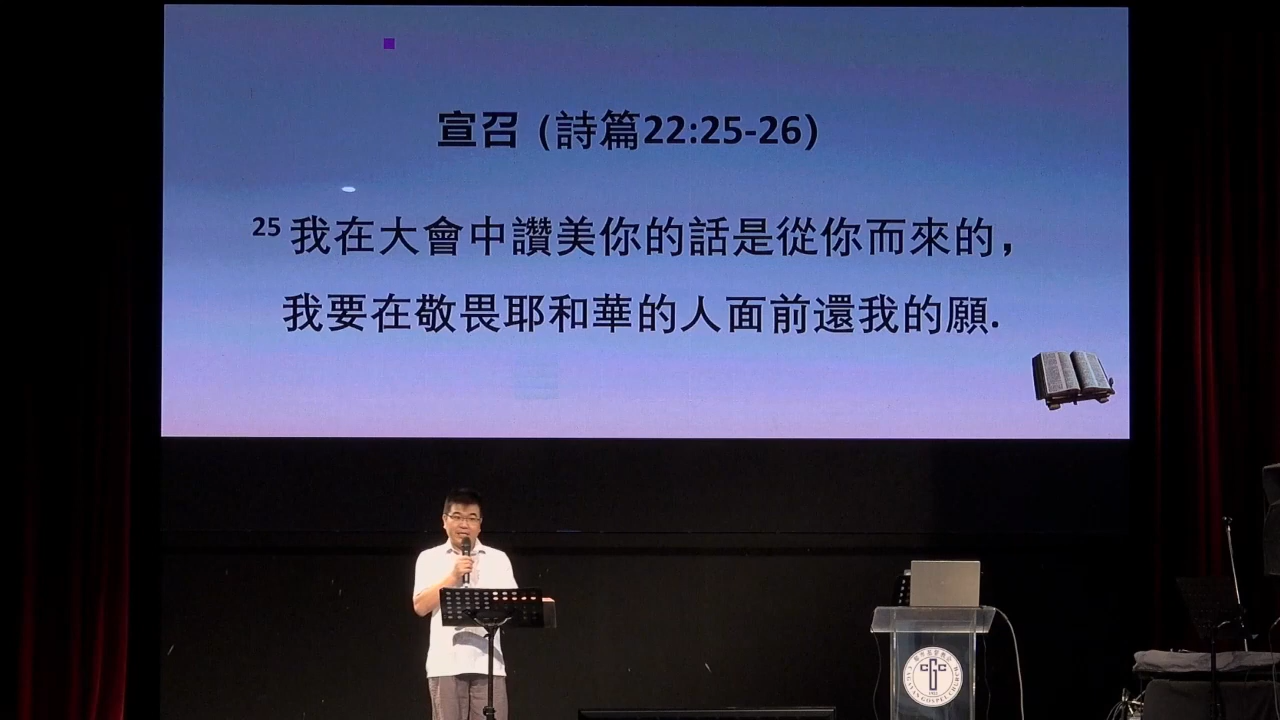 宣召 (詩篇22:25-26)
25 我在大會中讚美你的話是從你而來的,
我要在敬畏耶和華的人面前還我的願.
CGC